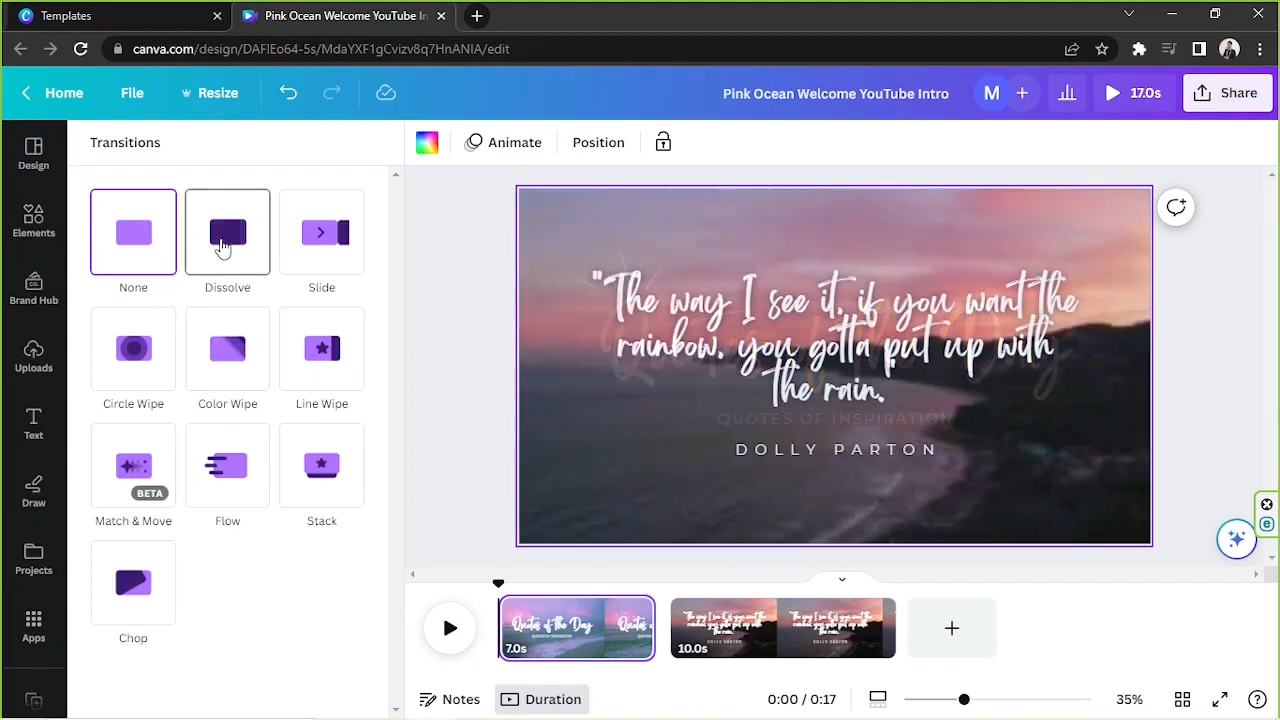 Templates
Pink Ocean Welcome YouTube In
canva.com/design/DAFIEo64-5s/MdaYXF1gCvizv8q7HnANIA/edit
Home
File
Resize
Pink Ocean Welcome YouTube Intro
M
17.0s
Share
Design
Elements
Brand Hub
Uploads
Text
Draw
Projects
Apps
Transitions
None
Dissolve
Slide
Circle Wipe
Color Wipe
Line Wipe
BETA
Match & Move
Flow
Stack
Chop
Animate
Position
"The way I see it, if you want the
rainbow, you gotta put up with
the rain.
QUOTES OF INSPIRATION
DOLLY PARTON
Quotes of the Day
7.0s
10.0s
Notes
Duration
0:00 / 0:17
35%